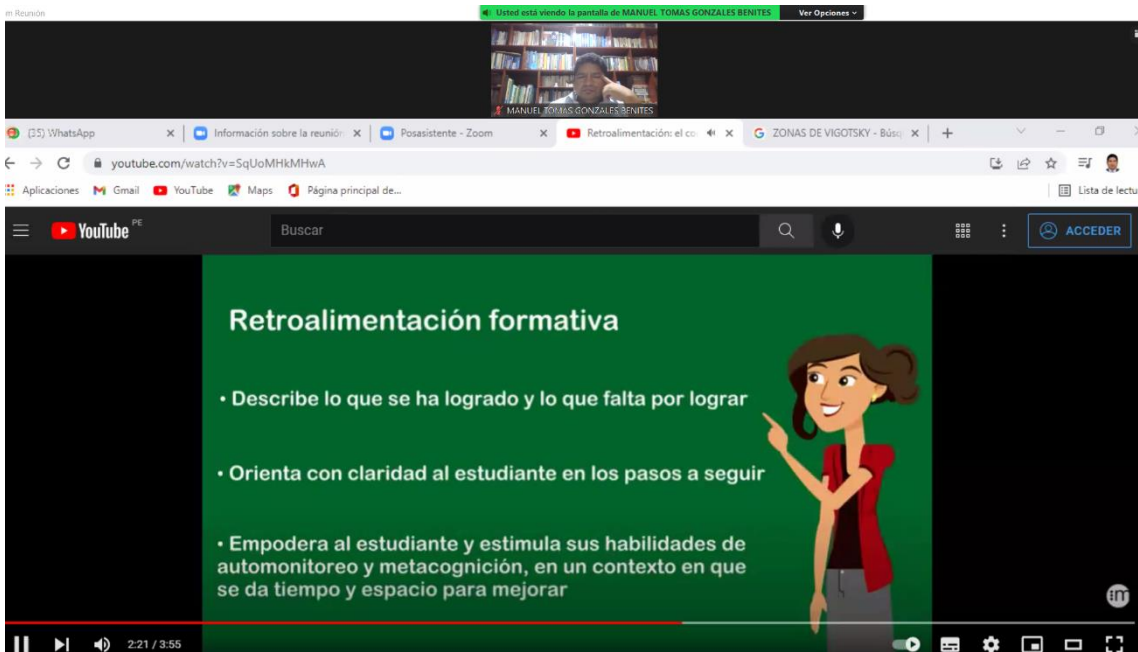 m Reunión
Usted está viendo la pantalla de MANUEL TOMAS GONZALES BENITES
Ver Opciones
MANUEL TOMAS GONZALES BENITES
(35) WhatsApp
Información sobre la reunión
Posasistente - Zoom
Retroalimentación: el co
ZONAS DE VIGOTSKY - Búsq
youtube.com/watch?v=SqUoMHkMHwA
Aplicaciones
Gmail
YouTube
Maps
Página principal de...
Lista de lectu
YouTube PE
Buscar
ACCEDER
Retroalimentación formativa
• Describe lo que se ha logrado y lo que falta por lograr
• Orienta con claridad al estudiante en los pasos a seguir
• Empodera al estudiante y estimula sus habilidades de
automonitoreo y metacognición, en un contexto en que
se da tiempo y espacio para mejorar
2:21 / 3:55